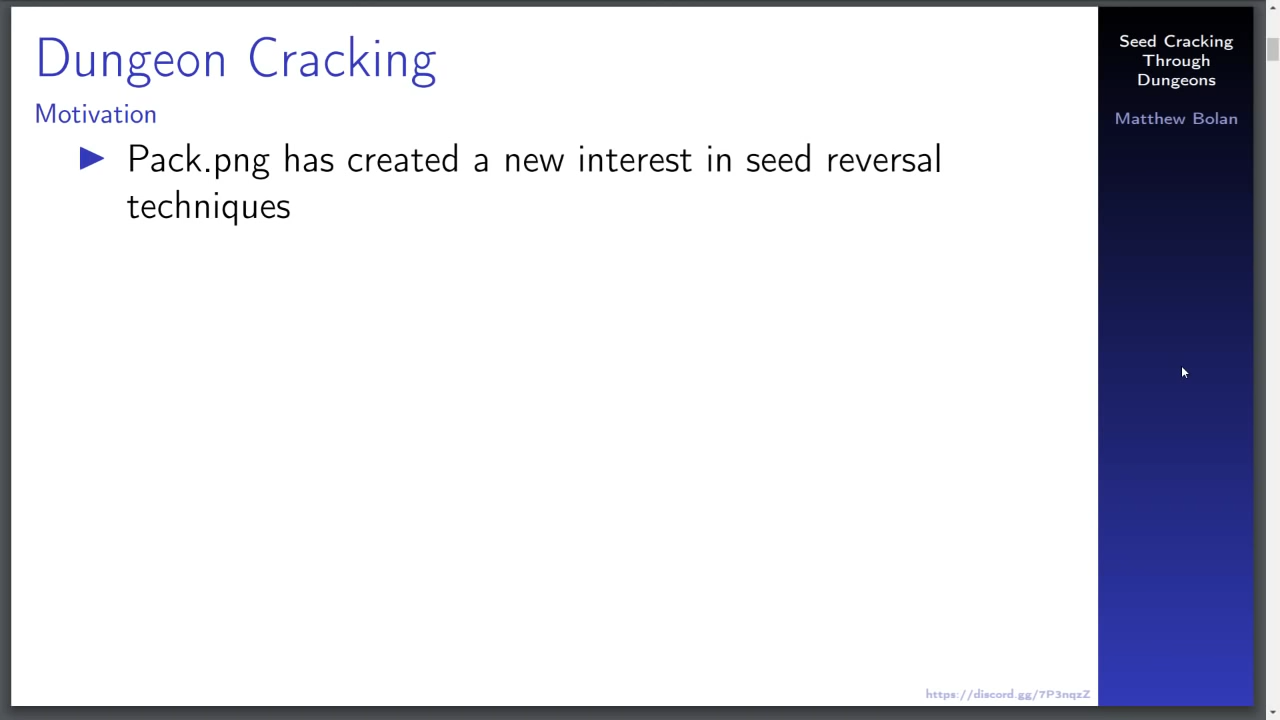 Dungeon Cracking
Motivation
Pack.png has created a new interest in seed reversal
techniques
Seed Cracking
Through
Dungeons
Matthew Bolan
https://discord.gg/7P3nqzZ